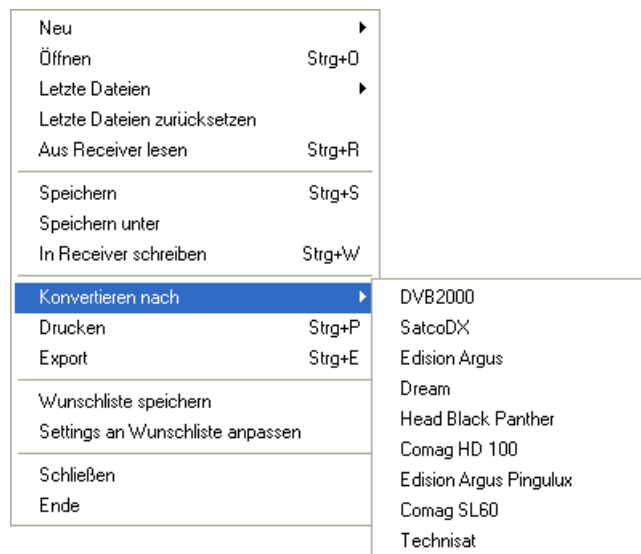 Neu
Öffnen Strg+O
Letzte Dateien
Letzte Dateien zurücksetzen
Aus Receiver lesen Strg+R
Speichern Strg+S
Speichern unter
In Receiver schreiben Strg+W
Konvertieren nach
Drucken Strg+P
Export Strg+E
Wunschliste speichern
Settings an Wunschliste anpassen
Schließen
Ende
DVB2000
SatcoDX
Edision Argus
Dream
Head Black Panther
Comag HD 100
Edision Argus Pingulux
Comag SL60
Technisat